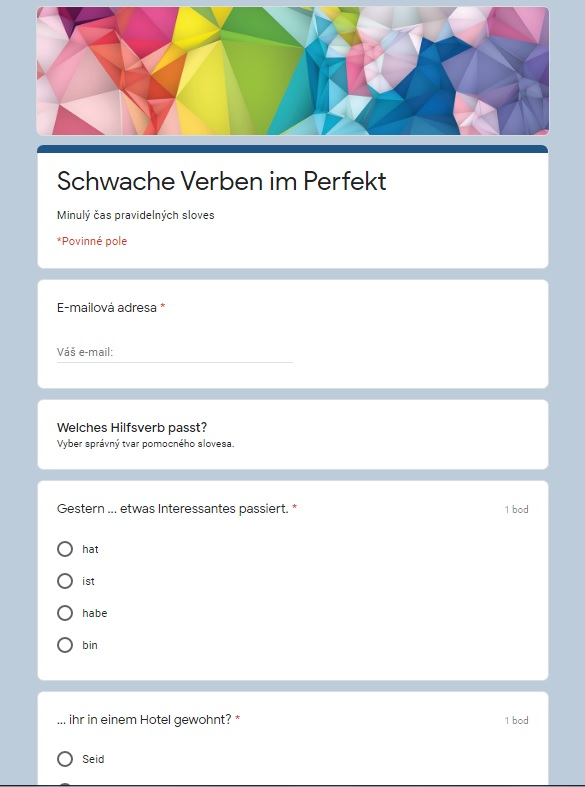 Schwache Verben im Perfekt
Minulý čas pravidelných sloves
*Povinné pole
E-mailová adresa *
Váš e-mail:
Welches Hilfsverb passt?
Vyber správný tvar pomocného slovesa.
Gestern ... etwas Interessantes passiert. * 1 bod
hat
ist
habe
bin
... ihr in einem Hotel gewohnt? * 1 bod
Seid